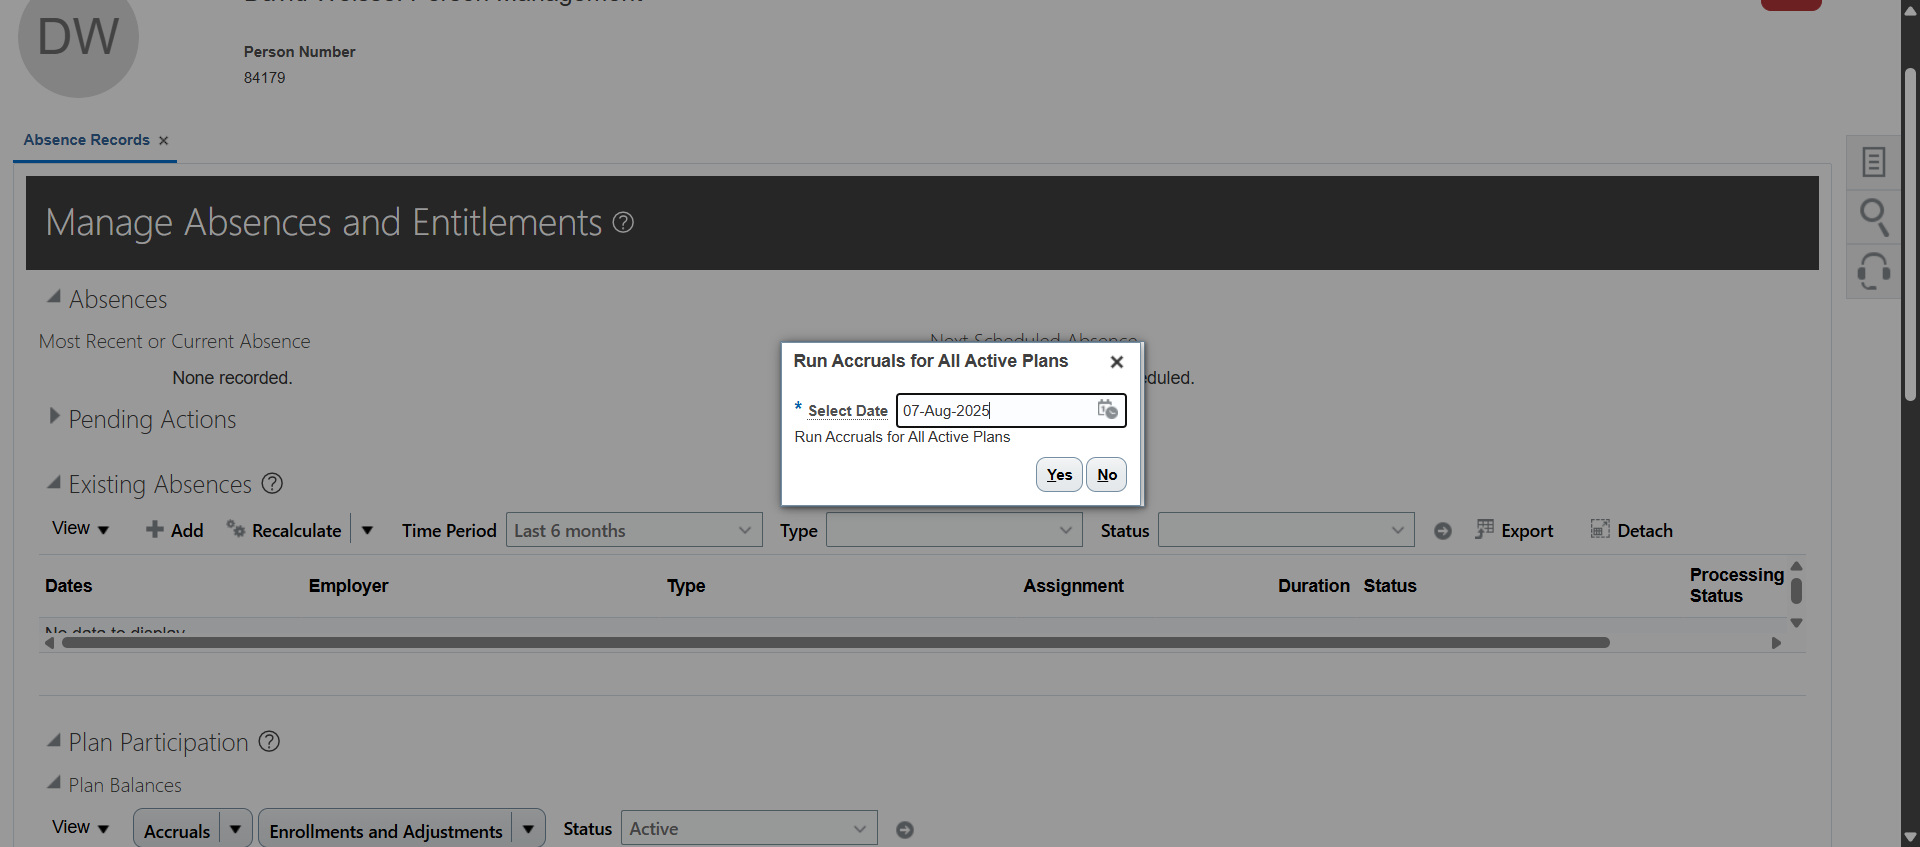 DW
Person Number
84179
Absence Records
Manage Absences and Entitlements
Absences
Most Recent or Current Absence
Next Scheduled Absence
None recorded.
Run Accruals for All Active Plans
* Select Date 07-Aug-2025
Run Accruals for All Active Plans
Yes No
Pending Actions
Existing Absences
View Add Recalculate Time Period Last 6 months Type Status Export Detach
Dates Employer Type Assignment Duration Status Processing Status
No data to display
Plan Participation
Plan Balances
View Accruals Enrollments and Adjustments Status Active